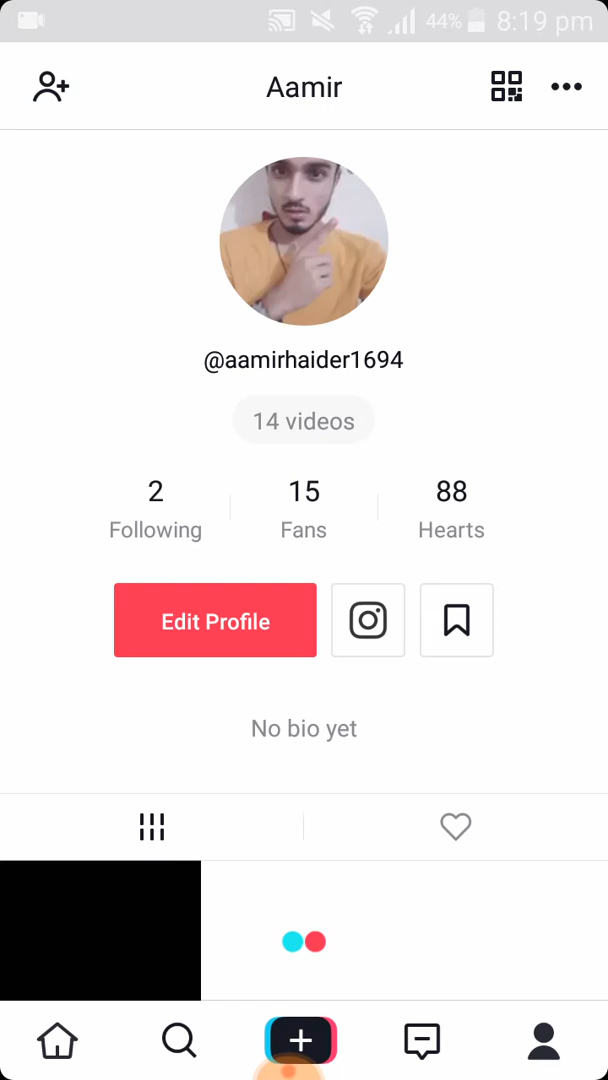 44% 8:19 pm
Aamir
@aamirhaider1694
14 videos
2 15 88
Following Fans Hearts
Edit Profile
No bio yet